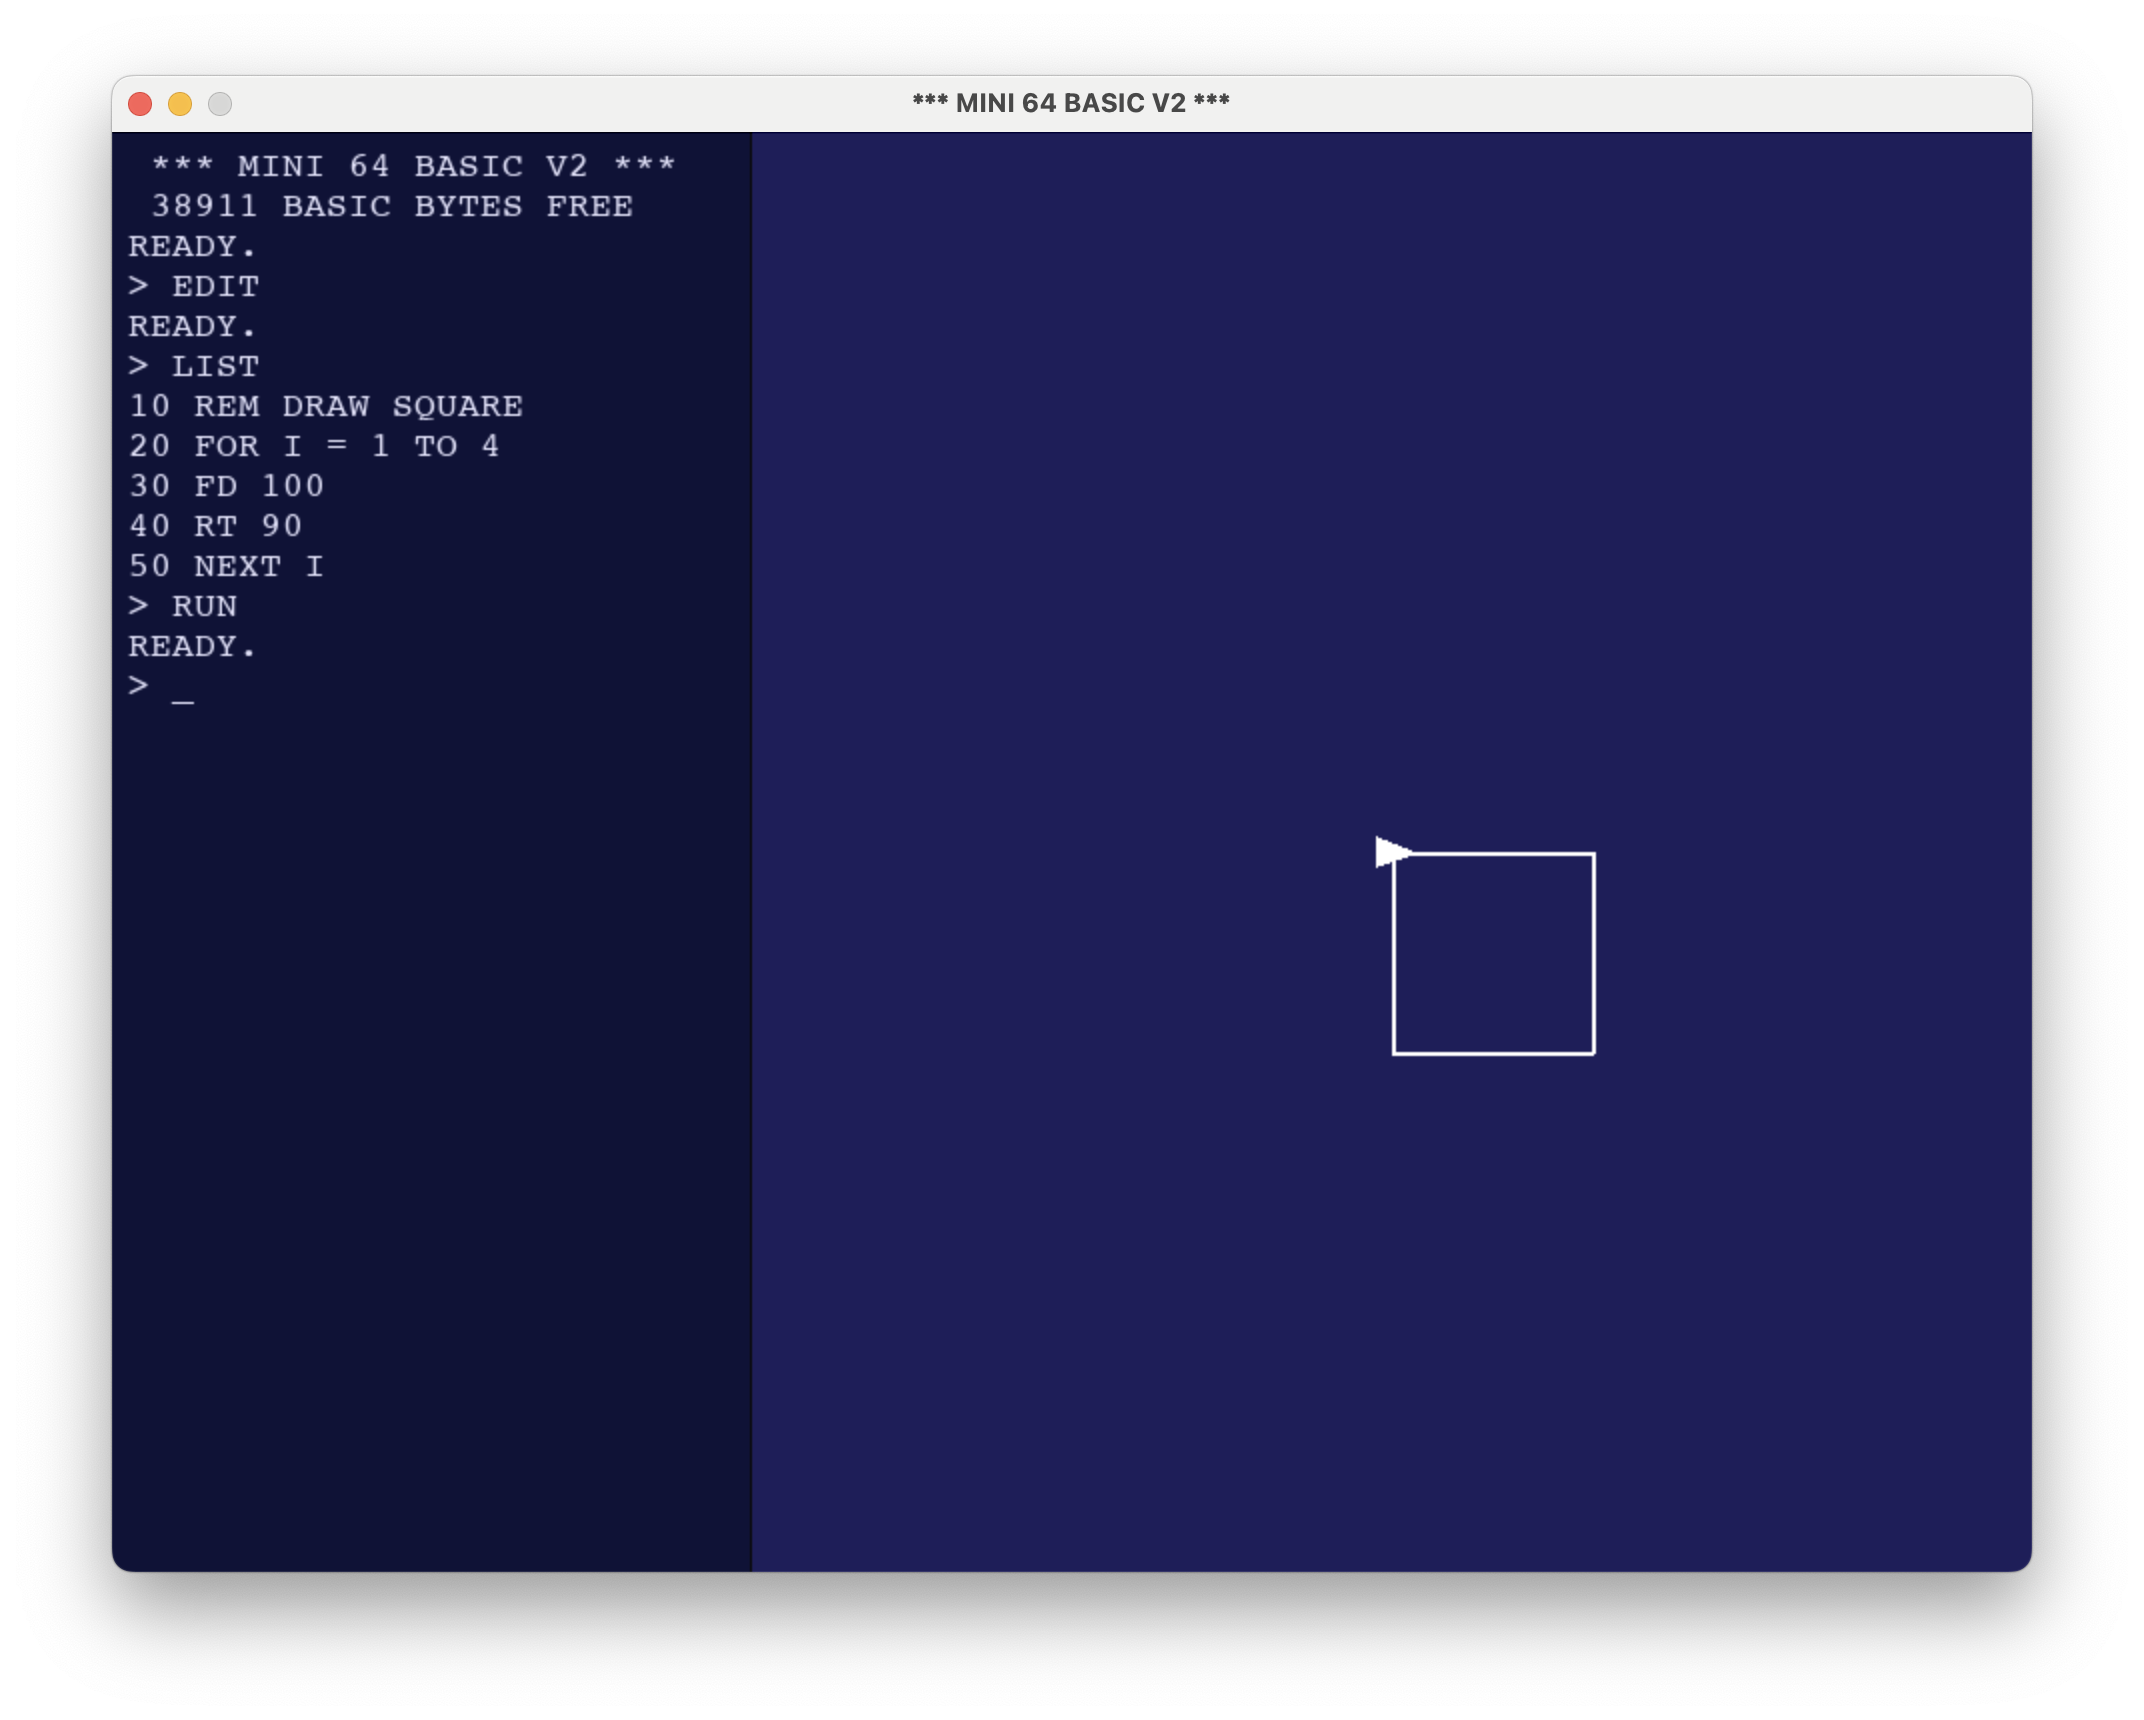 *** MINI 64 BASIC V2 ***
*** MINI 64 BASIC V2 ***
38911 BASIC BYTES FREE
READY.
> EDIT
READY.
> LIST
10 REM DRAW SQUARE
20 FOR I = 1 TO 4
30 FD 100
40 RT 90
50 NEXT I
> RUN
READY.
> _